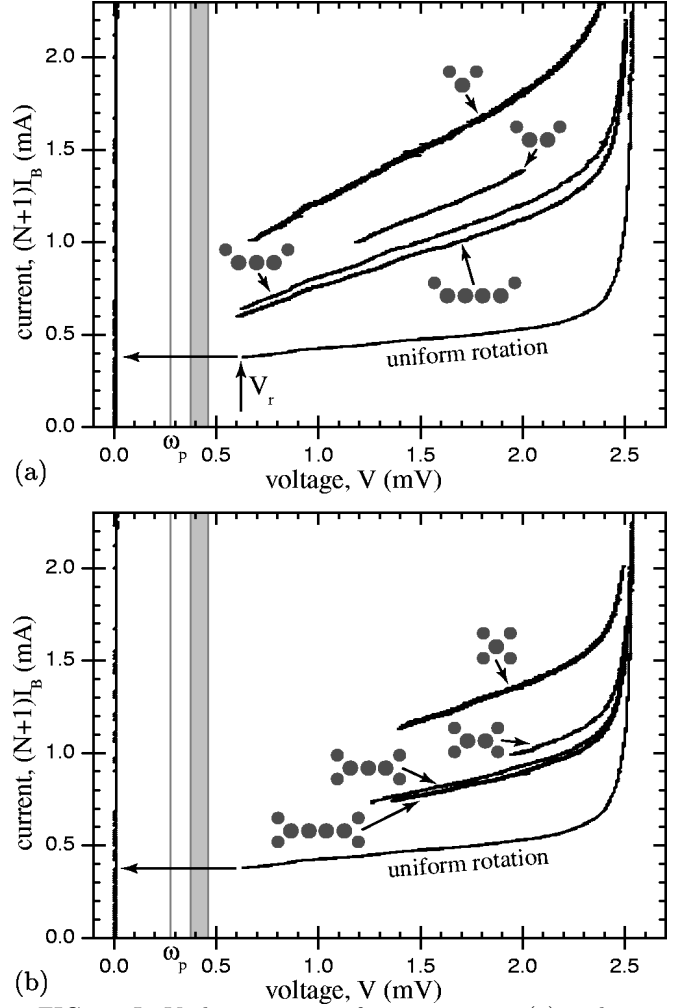 2.0
1.5
1.0
0.5
0.0
current, (N+1)I_B (mA)
uniform rotation
V_r
0.0 0.5 1.0 1.5 2.0 2.5
ω_p
(a)
voltage, V (mV)
2.0
1.5
1.0
0.5
0.0
current, (N+1)I_B (mA)
uniform rotation
0.0 0.5 1.0 1.5 2.0 2.5
ω_p
(b)
voltage, V (mV)